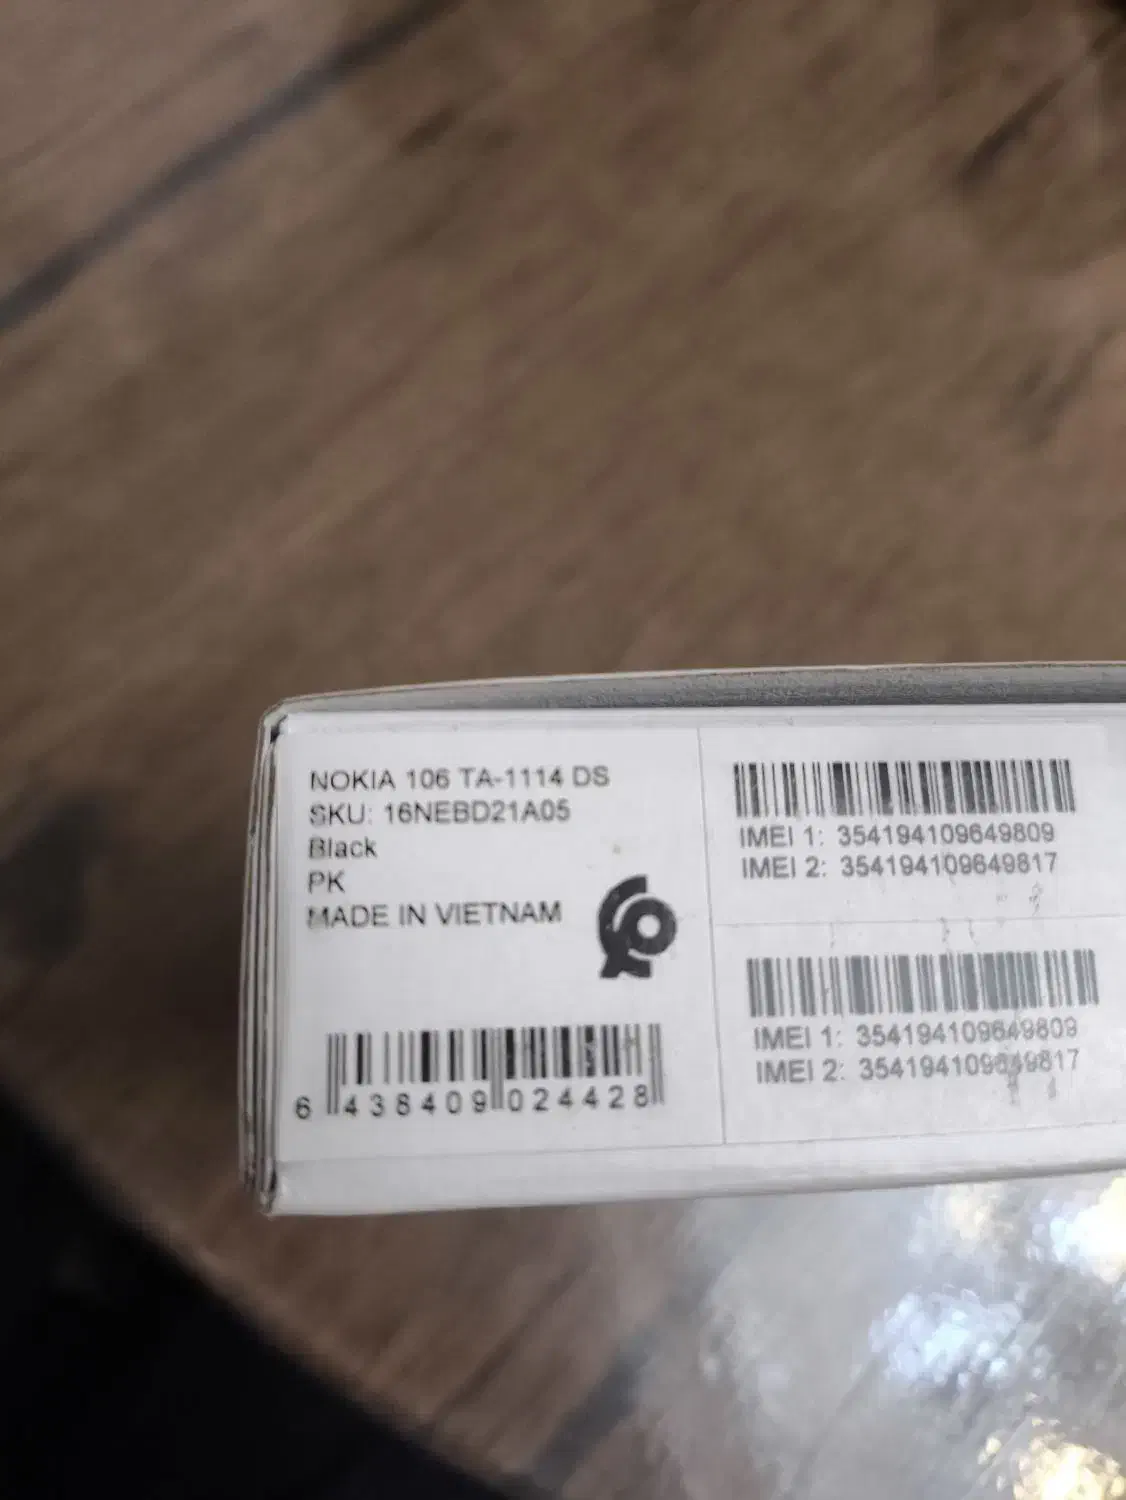 NOKIA 106 TA-1114 DS
SKU: 16NEBD21A05
Black
PK
MADE IN VIETNAM
6 438409 024428
IMEI 1: 354194109649809
IMEI 2: 354194109649817
IMEI 1: 354194109649809
IMEI 2: 354194109649817